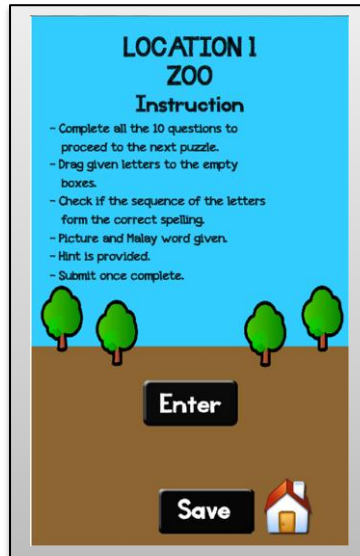 LOCATION 1
ZOO
Instruction
- Complete all the 10 questions to
proceed to the next puzzle.
- Drag given letters to the empty
boxes.
- Check if the sequence of the letters
form the correct spelling.
- Picture and Malay word given.
- Hint is provided.
- Submit once complete.
Enter
Save